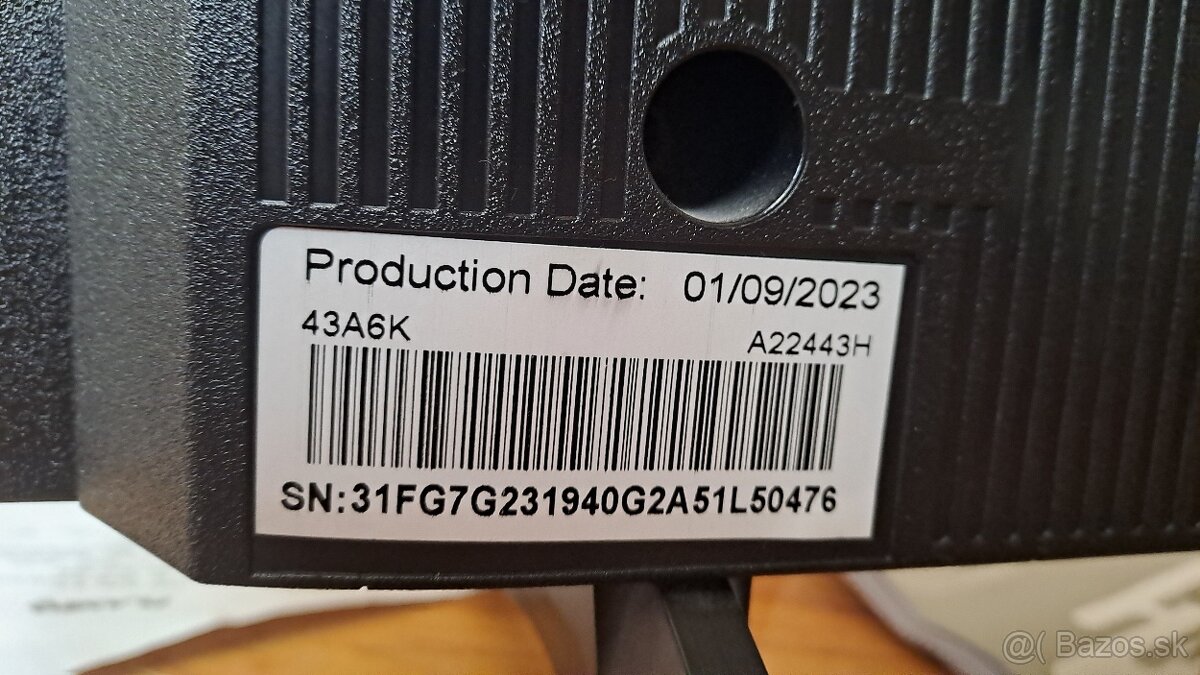 Production Date: 01/09/2023
43A6K A22443H
SN:31FG7G231940G2A51L50476
@( Bazos.sk